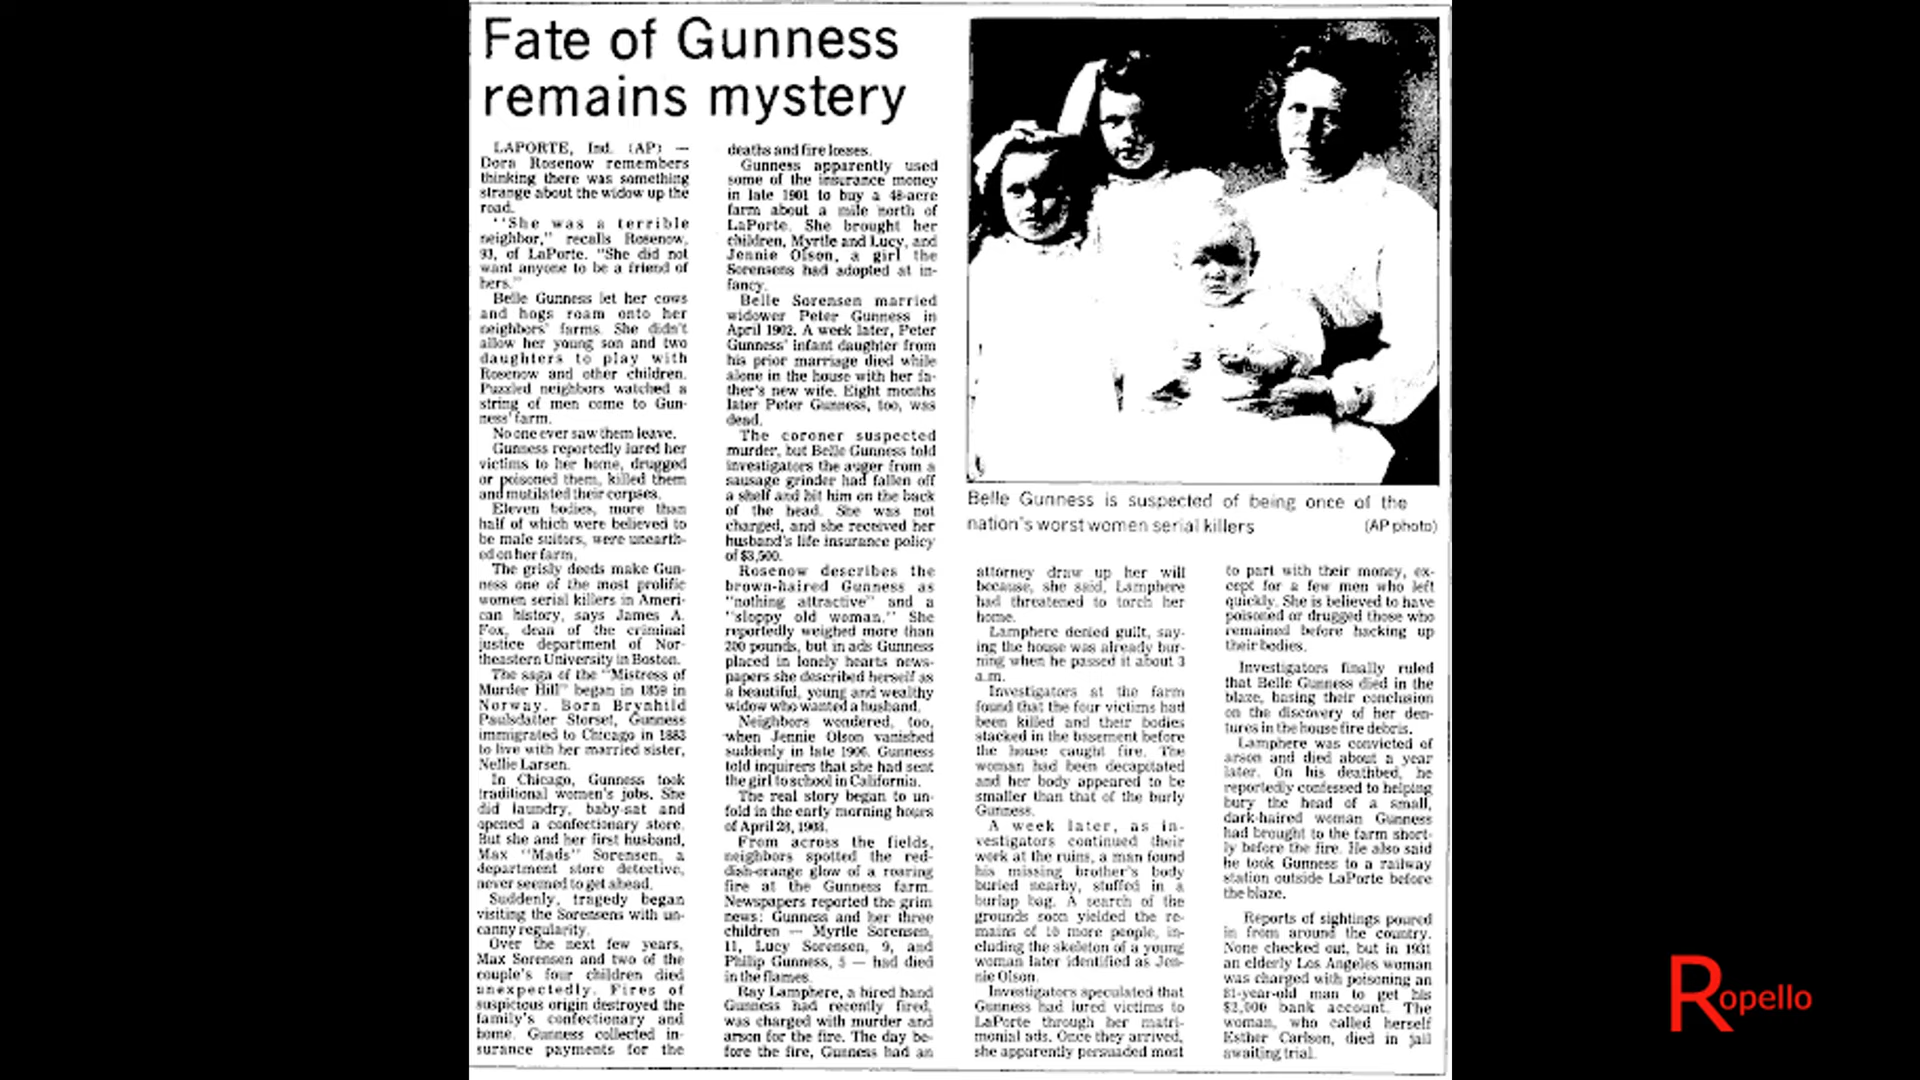 Fate of Gunness
remains mystery
LAPORTE, Ind. (AP) —
Dora Rosenow remembers
thinking there was something
strange about the widow up the
road.
"She was a terrible
neighbor," recalls Rosenow,
93, of LaPorte. "She did not
want anyone to be a friend of
hers."
Belle Gunness let her cows
and hogs roam onto her
neighbors' farms. She didn't
allow her young son and two
daughters to play with
Rosenow and other children.
Puzzled neighbors watched a
string of men come to Gun-
ness' farm.
No one ever saw them leave.
Gunness reportedly lured her
victims to her home, drugged
or poisoned them, killed them
and mutilated their corpses.
Eleven bodies, more than
half of which were believed to
be male suitors, were unearth-
ed on her farm.
The grisly deeds make Gun-
ness one of the most prolific
women serial killers in Ameri-
can history, says James A.
Fox, dean of the criminal
justice department of Nor-
theastern University in Boston.
The saga of the "Mistress of
Murder Hill" began in 1859 in
Norway. Born Brynhild
Paulsdatter Storset, Gunness
immigrated to Chicago in 1883
to live with her married sister,
Nellie Larsen.
In Chicago, Gunness took
traditional women's jobs. She
did laundry, baby-sat and
opened a confectionary store.
But she and her first husband,
Max "Mads" Sorensen, a
department store detective,
never seemed to get ahead.
Suddenly, tragedy began
visiting the Sorensens with un-
canny regularity.
Over the next few years,
Max Sorensen and two of the
couple's four children died
unexpectedly. Fires of
suspicious origin destroyed the
family's confectionary and
home. Gunness collected in-
surance payments for the
deaths and fire losses.
Gunness apparently used
some of the insurance money
in late 1901 to buy a 48-acre
farm about a mile north of
LaPorte. She brought her
children, Myrtle and Lucy, and
Jennie Olson, a girl the
Sorensens had adopted at in-
fancy.
Belle Sorensen married
widower Peter Gunness in
April 1902. A week later, Peter
Gunness' infant daughter from
his prior marriage died while
alone in the house with her fa-
ther's new wife. Eight months
later Peter Gunness, too, was
dead.
The coroner suspected
murder, but Belle Gunness told
investigators the auger from a
sausage grinder had fallen off
a shelf and hit him on the back
of the head. She was not
charged, and she received her
husband's life insurance policy
of $3,500.
Rosenow describes the
brown-haired Gunness as
"nothing attractive" and a
"sloppy old woman." She
reportedly weighed more than
200 pounds, but in ads Gunness
placed in lonely hearts news-
papers she described herself as
a beautiful, young and wealthy
widow who wanted a husband.
Neighbors wondered, too,
when Jennie Olson vanished
suddenly in late 1906. Gunness
told inquirers that she had sent
the girl to school in California.
The real story began to un-
fold in the early morning hours
of April 28, 1908.
From across the fields,
neighbors spotted the red-
dish-orange glow of a roaring
fire at the Gunness farm.
Newspapers reported the grim
news: Gunness and her three
children — Myrtle Sorensen,
11, Lucy Sorensen, 9, and
Philip Gunness, 5 — had died
in the flames.
Ray Lamphere, a hired hand
Gunness had recently fired,
was charged with murder and
arson for the fire. The day be-
fore the fire, Gunness had an
Belle Gunness is suspected of being once of the
nation's worst women serial killers (AP photo)
attorney draw up her will
because, she said, Lamphere
had threatened to torch her
home.
Lamphere denied guilt, say-
ing the house was already bur-
ning when he passed it about 3
a.m.
Investigators at the farm
found that the four victims had
been killed and their bodies
stacked in the basement before
the house caught fire. The
woman had been decapitated
and her body appeared to be
smaller than that of the burly
Gunness.
A week later, as in-
vestigators continued their
work at the ruins, a man found
his missing brother's body
buried nearby, stuffed in a
burlap bag. A search of the
grounds soon yielded the re-
mains of 10 more people, in-
cluding the skeleton of a young
woman later identified as Jen-
nie Olson.
Investigators speculated that
Gunness had lured victims to
LaPorte through her matri-
monial ads. Once they arrived,
she apparently persuaded most
to part with their money, ex-
cept for a few men who left
quickly. She is believed to have
poisoned or drugged those who
remained before hacking up
their bodies.
Investigators finally ruled
that Belle Gunness died in the
blaze, basing their conclusion
on the discovery of her den-
tures in the house fire debris.
Lamphere was convicted of
arson and died about a year
later. On his deathbed, he
reportedly confessed to helping
bury the head of a small,
dark-haired woman Gunness
had brought to the farm short-
ly before the fire. He also said
he took Gunness to a railway
station outside LaPorte before
the blaze.
Reports of sightings poured
in from around the country.
None checked out, but in 1931
an elderly Los Angeles woman
was charged with poisoning an
81-year-old man to get his
$2,000 bank account. The
woman, who called herself
Esther Carlson, died in jail
awaiting trial.
Ropello